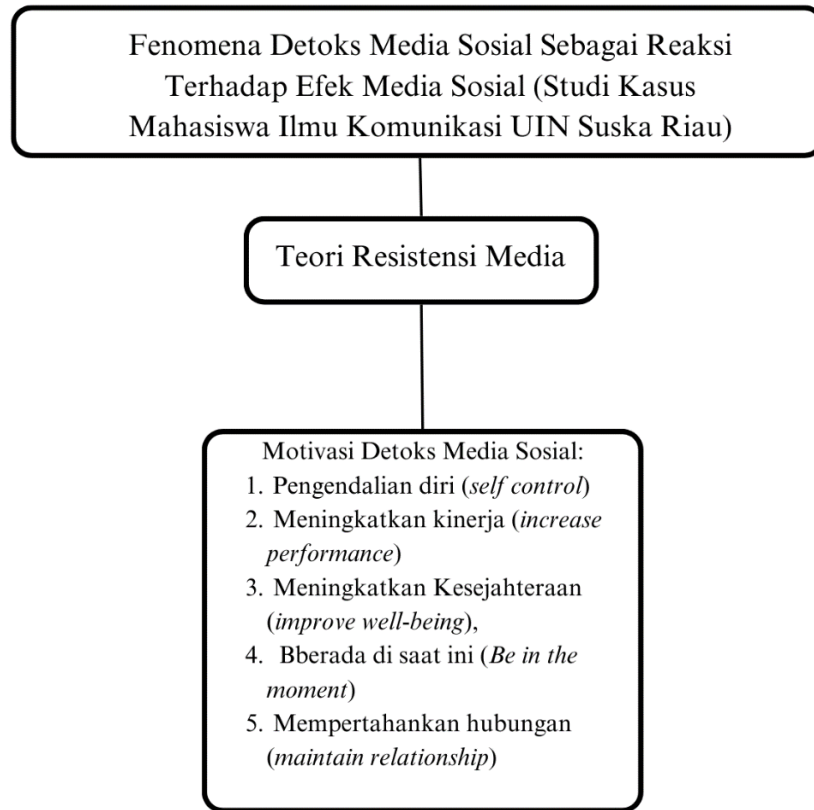 Fenomena Detoks Media Sosial Sebagai Reaksi
Terhadap Efek Media Sosial (Studi Kasus
Mahasiswa Ilmu Komunikasi UIN Suska Riau)
Teori Resistensi Media
Motivasi Detoks Media Sosial:
1. Pengendalian diri (self control)
2. Meningkatkan kinerja (increase
performance)
3. Meningkatkan Kesejahteraan
(improve well-being),
4. Bberada di saat ini (Be in the
moment)
5. Mempertahankan hubungan
(maintain relationship)